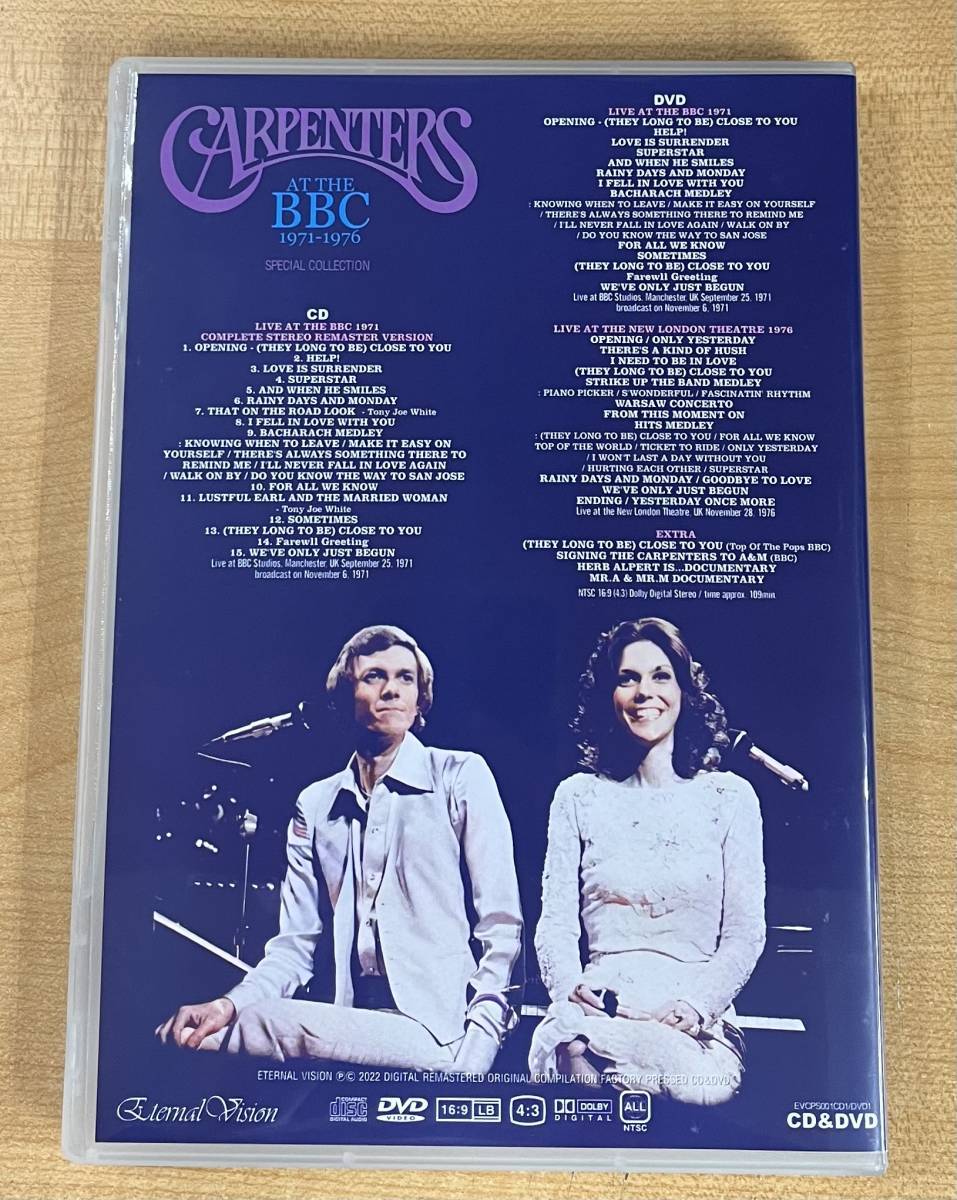 CARPENTERS
AT THE
BBC
1971-1976
SPECIAL COLLECTION
CD
LIVE AT THE BBC 1971
COMPLETE STEREO REMASTER VERSION
1. OPENING - (THEY LONG TO BE) CLOSE TO YOU
2. HELP!
3. LOVE IS SURRENDER
4. SUPERSTAR
5. AND WHEN HE SMILES
6. RAINY DAYS AND MONDAY
7. THAT ON THE ROAD LOOK - Tony Joe White
8. I FELL IN LOVE WITH YOU
9. BACHARACH MEDLEY
: KNOWING WHEN TO LEAVE / MAKE IT EASY ON
YOURSELF / THERE'S ALWAYS SOMETHING THERE TO
REMIND ME / I'LL NEVER FALL IN LOVE AGAIN
/ WALK ON BY / DO YOU KNOW THE WAY TO SAN JOSE
10. FOR ALL WE KNOW
11. LUSTFUL EARL AND THE MARRIED WOMAN
- Tony Joe White
12. SOMETIMES
13. (THEY LONG TO BE) CLOSE TO YOU
14. Farewll Greeting
15. WE'VE ONLY JUST BEGUN
Live at BBC Studios, Manchester, UK September 25, 1971
broadcast on November 6, 1971
DVD
LIVE AT THE BBC 1971
OPENING - (THEY LONG TO BE) CLOSE TO YOU
HELP!
LOVE IS SURRENDER
SUPERSTAR
AND WHEN HE SMILES
RAINY DAYS AND MONDAY
I FELL IN LOVE WITH YOU
BACHARACH MEDLEY
: KNOWING WHEN TO LEAVE / MAKE IT EASY ON YOURSELF
/ THERE'S ALWAYS SOMETHING THERE TO REMIND ME
/ I'LL NEVER FALL IN LOVE AGAIN / WALK ON BY
/ DO YOU KNOW THE WAY TO SAN JOSE
FOR ALL WE KNOW
SOMETIMES
(THEY LONG TO BE) CLOSE TO YOU
Farewll Greeting
WE'VE ONLY JUST BEGUN
Live at BBC Studios, Manchester, UK September 25, 1971
broadcast on November 6, 1971
LIVE AT THE NEW LONDON THEATRE 1976
OPENING / ONLY YESTERDAY
THERE'S A KIND OF HUSH
I NEED TO BE IN LOVE
(THEY LONG TO BE) CLOSE TO YOU
STRIKE UP THE BAND MEDLEY
: PIANO PICKER / S'WONDERFUL / FASCINATIN' RHYTHM
WARSAW CONCERTO
FROM THIS MOMENT ON
HITS MEDLEY
: (THEY LONG TO BE) CLOSE TO YOU / FOR ALL WE KNOW
TOP OF THE WORLD / TICKET TO RIDE / ONLY YESTERDAY
/ I WON'T LAST A DAY WITHOUT YOU
/ HURTING EACH OTHER / SUPERSTAR
RAINY DAYS AND MONDAY / GOODBYE TO LOVE
WE'VE ONLY JUST BEGUN
ENDING / YESTERDAY ONCE MORE
Live at the New London Theatre, UK November 28, 1976
EXTRA
(THEY LONG TO BE) CLOSE TO YOU (Top Of The Pops BBC)
SIGNING THE CARPENTERS TO A&M (BBC)
HERB ALPERT IS...DOCUMENTARY
MR.A & MR.M DOCUMENTARY
NTSC 16:9 (4:3) Dolby Digital Stereo / time approx. 109min.
ETERNAL VISION ℗© 2022 DIGITAL REMASTERED ORIGINAL COMPILATION FACTORY PRESSED CD&DVD
Eternal Vision
COMPACT disc DIGITAL AUDIO
DVD VIDEO
16:9 LB
4:3
DOLBY DIGITAL
ALL NTSC
EVCPS001CD1/DVD1
CD&DVD